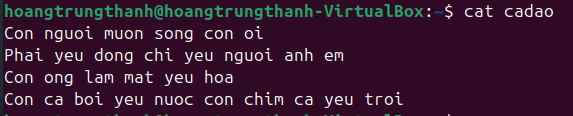 hoangtrungthanh@hoangtrungthanh-VirtualBox:~$ cat cadao
Con nguoi muon song con oi
Phai yeu dong chi yeu nguoi anh em
Con ong lam mat yeu hoa
Con ca boi yeu nuoc con chim ca yeu troi